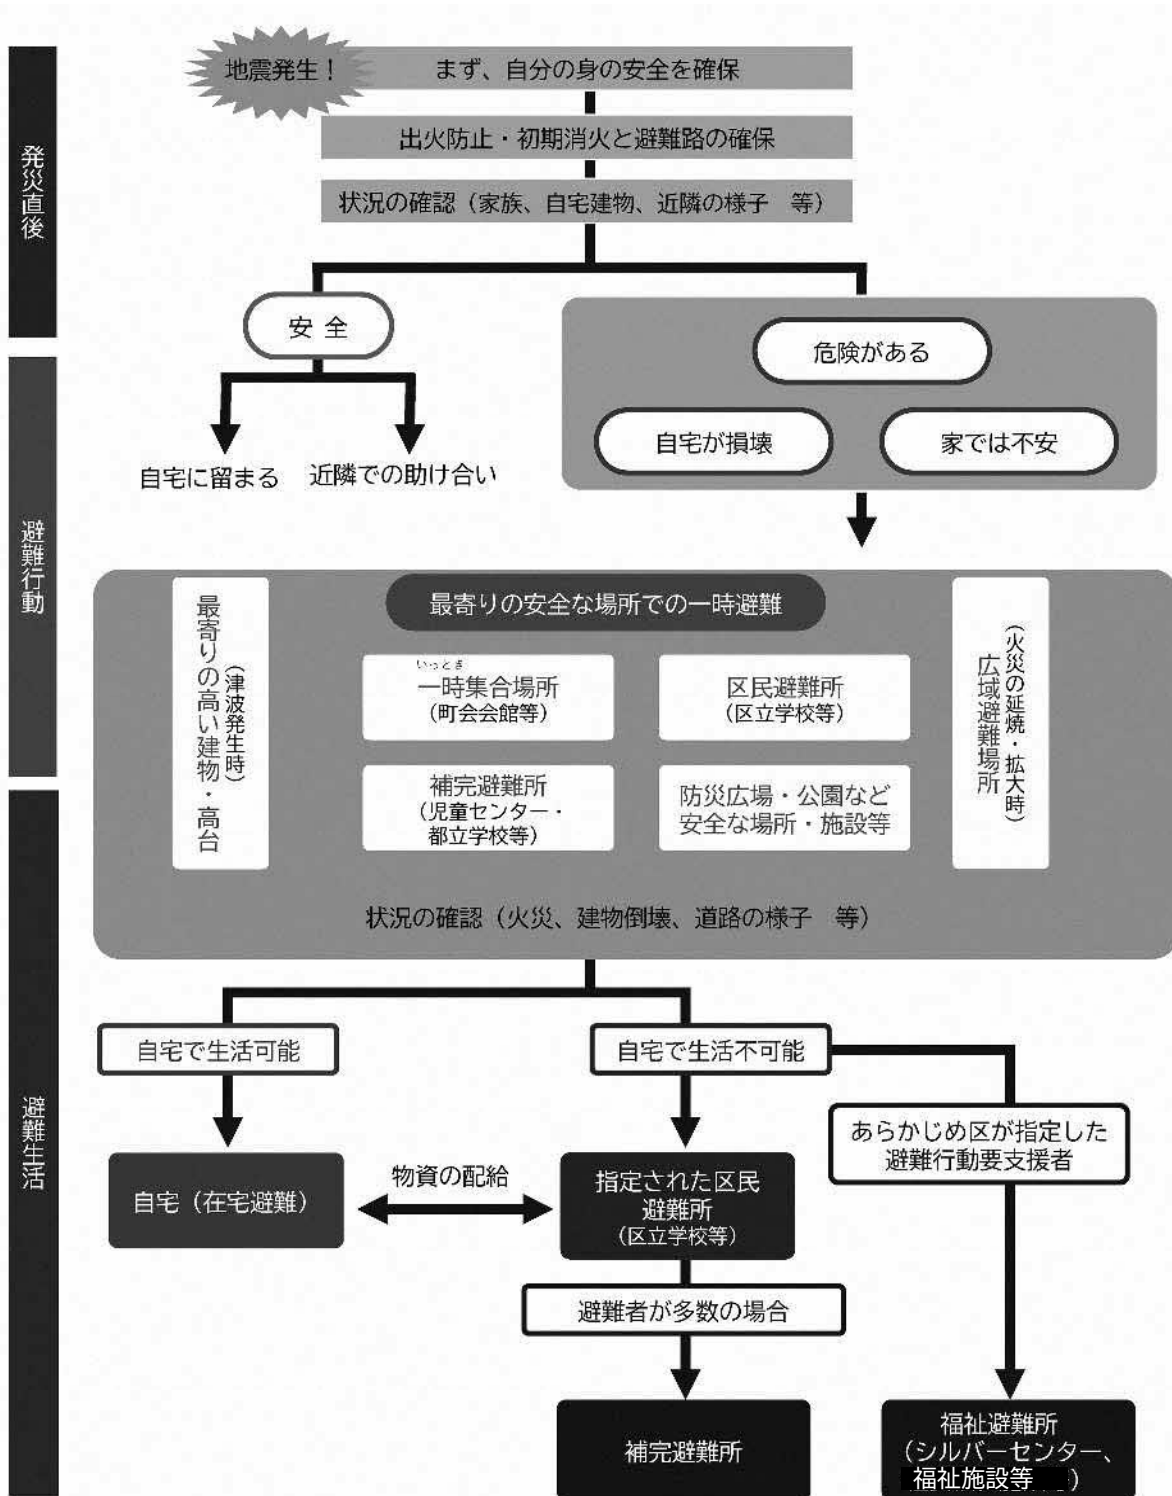 発災直後
地震発生！
まず、自分の身の安全を確保
出火防止・初期消火と避難路の確保
状況の確認（家族、自宅建物、近隣の様子　等）
安 全
危険がある
自宅が損壊
家では不安
避難行動
自宅に留まる
近隣での助け合い
最寄りの安全な場所での一時避難
最寄りの高い建物・高台
（津波発生時）
いっとき
一時集合場所
（町会会館等）
区民避難所
（区立学校等）
補完避難所
（児童センター・
都立学校等）
防災広場・公園など
安全な場所・施設等
（火災の延焼・拡大時）
広域避難場所
状況の確認（火災、建物倒壊、道路の様子　等）
避難生活
自宅で生活可能
自宅で生活不可能
あらかじめ区が指定した
避難行動要支援者
自宅（在宅避難）
物資の配給
指定された区民
避難所
（区立学校等）
避難者が多数の場合
補完避難所
福祉避難所
（シルバーセンター、
福祉施設等　）